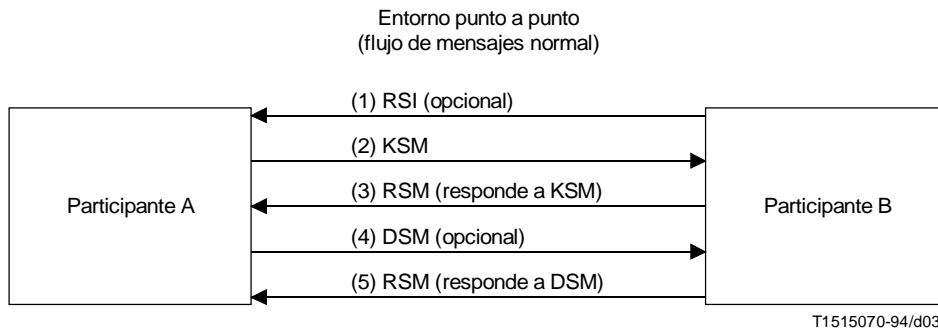 Entorno punto a punto
(flujo de mensajes normal)
(1) RSI (opcional)
(2) KSM
(3) RSM (responde a KSM)
(4) DSM (opcional)
(5) RSM (responde a DSM)
Participante A
Participante B
T1515070-94/d03